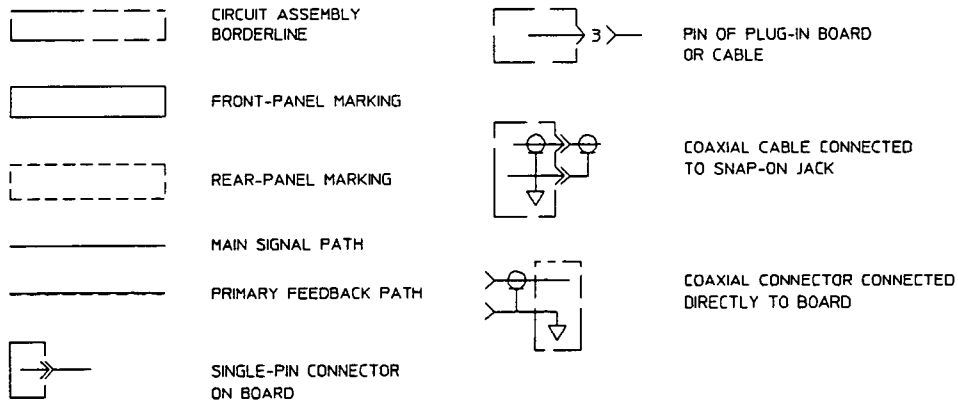 CIRCUIT ASSEMBLY
BORDERLINE
FRONT-PANEL MARKING
REAR-PANEL MARKING
MAIN SIGNAL PATH
PRIMARY FEEDBACK PATH
SINGLE-PIN CONNECTOR
ON BOARD
3
PIN OF PLUG-IN BOARD
OR CABLE
COAXIAL CABLE CONNECTED
TO SNAP-ON JACK
COAXIAL CONNECTOR CONNECTED
DIRECTLY TO BOARD